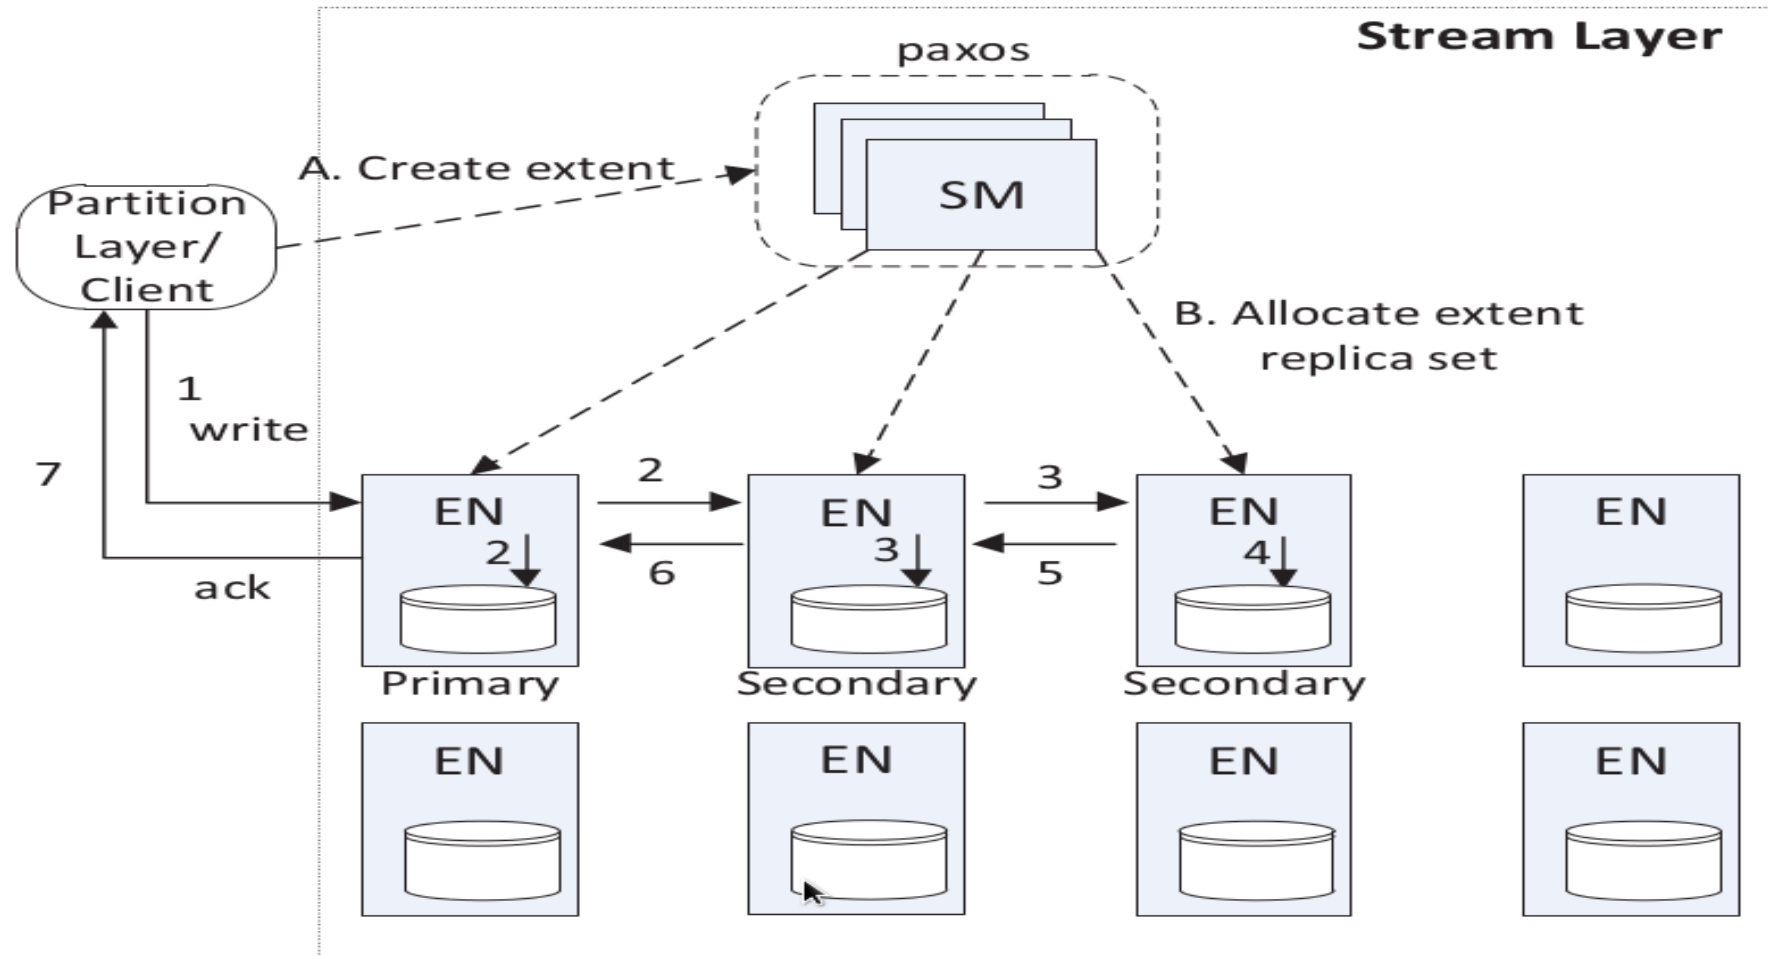 Stream Layer
paxos
A. Create extent
SM
Partition
Layer/
Client
B. Allocate extent
replica set
1
write
7
ack
EN
2
2
6
EN
3
3
5
EN
4
EN
Primary
Secondary
Secondary
EN
EN
EN
EN